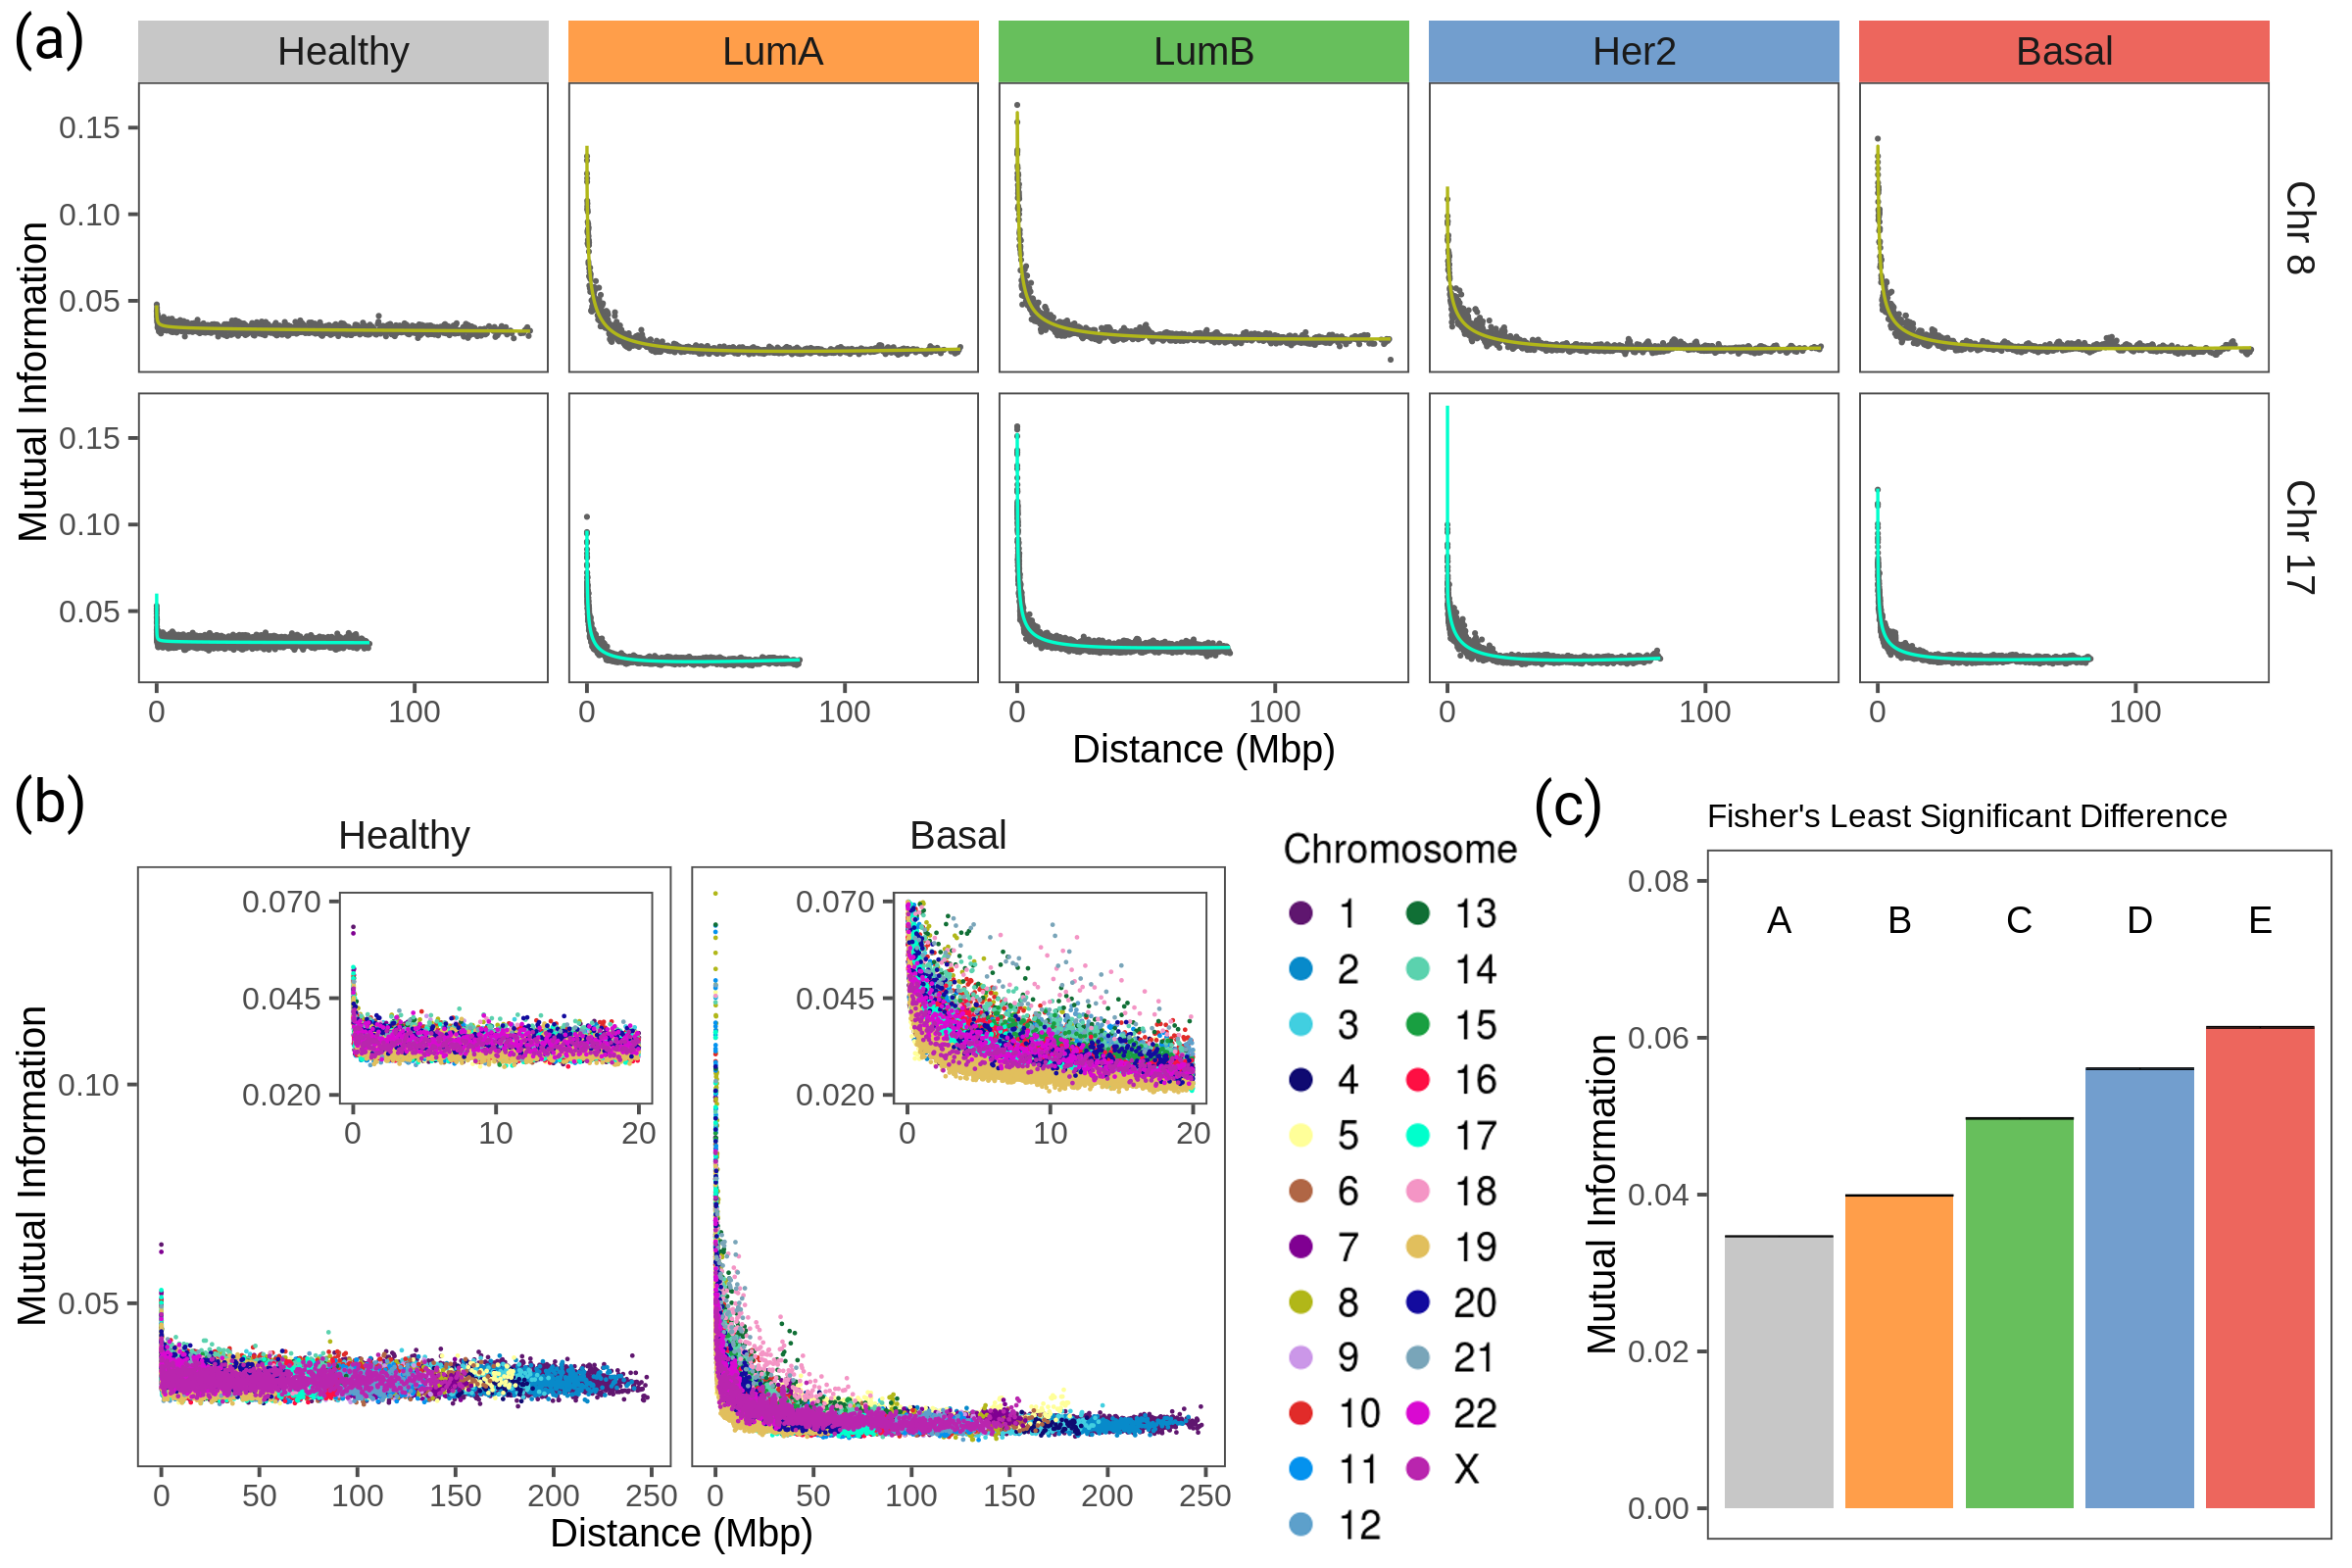 (a)
Healthy LumA LumB Her2 Basal
Mutual Information
0.15
0.10
0.05
Chr 8
0.15
0.10
0.05
Chr 17
0 100 0 100 0 100 0 100 0 100
Distance (Mbp)
(b)
Healthy Basal
Mutual Information
0.10
0.05
0.070
0.045
0.020
0 10 20
0.070
0.045
0.020
0 10 20
0 50 100 150 200 250 0 50 100 150 200 250
Distance (Mbp)
Chromosome
1 13
2 14
3 15
4 16
5 17
6 18
7 19
8 20
9 21
10 22
11 X
12
(c)
Fisher's Least Significant Difference
Mutual Information
0.08
0.06
0.04
0.02
0.00
A B C D E